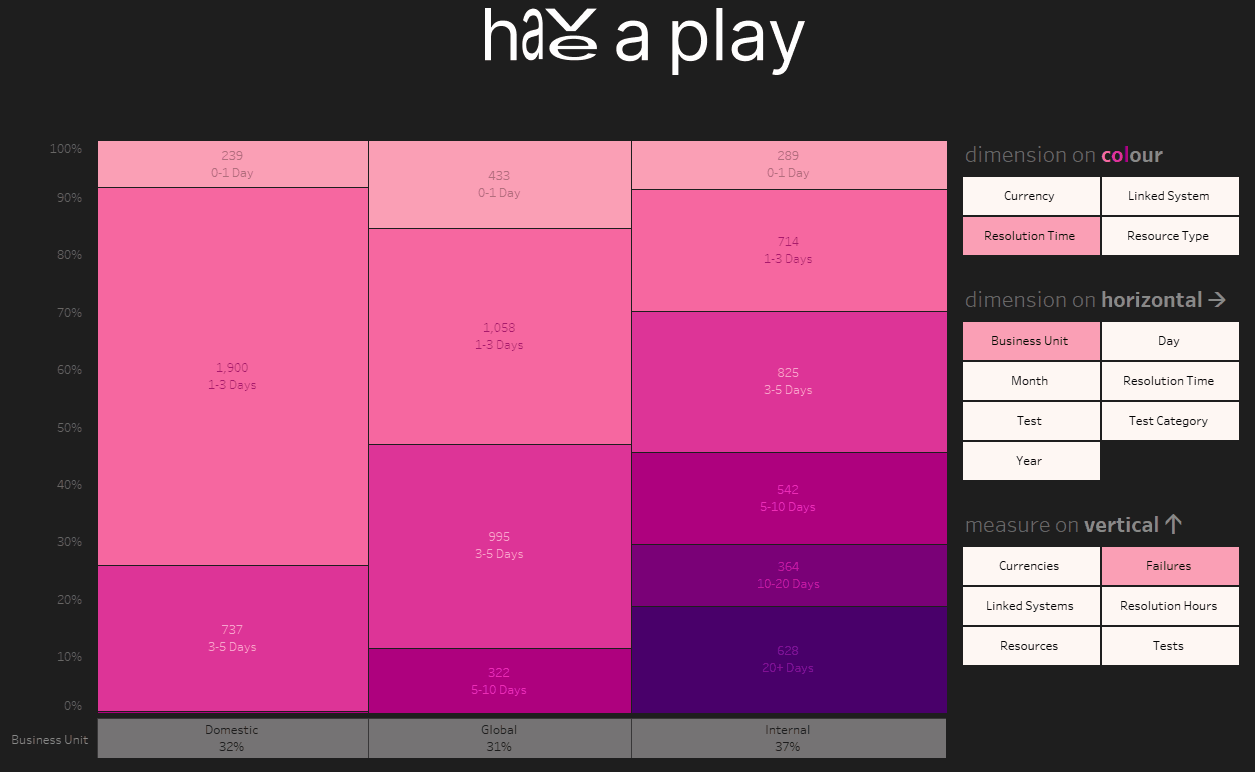 have a play
100%
90%
80%
70%
60%
50%
40%
30%
20%
10%
0%
239
0-1 Day
1,900
1-3 Days
737
3-5 Days
433
0-1 Day
1,058
1-3 Days
995
3-5 Days
322
5-10 Days
289
0-1 Day
714
1-3 Days
825
3-5 Days
542
5-10 Days
364
10-20 Days
628
20+ Days
Business Unit
Domestic
32%
Global
31%
Internal
37%
dimension on colour
Currency
Linked System
Resolution Time
Resource Type
dimension on horizontal →
Business Unit
Day
Month
Resolution Time
Test
Test Category
Year
measure on vertical ↑
Currencies
Failures
Linked Systems
Resolution Hours
Resources
Tests